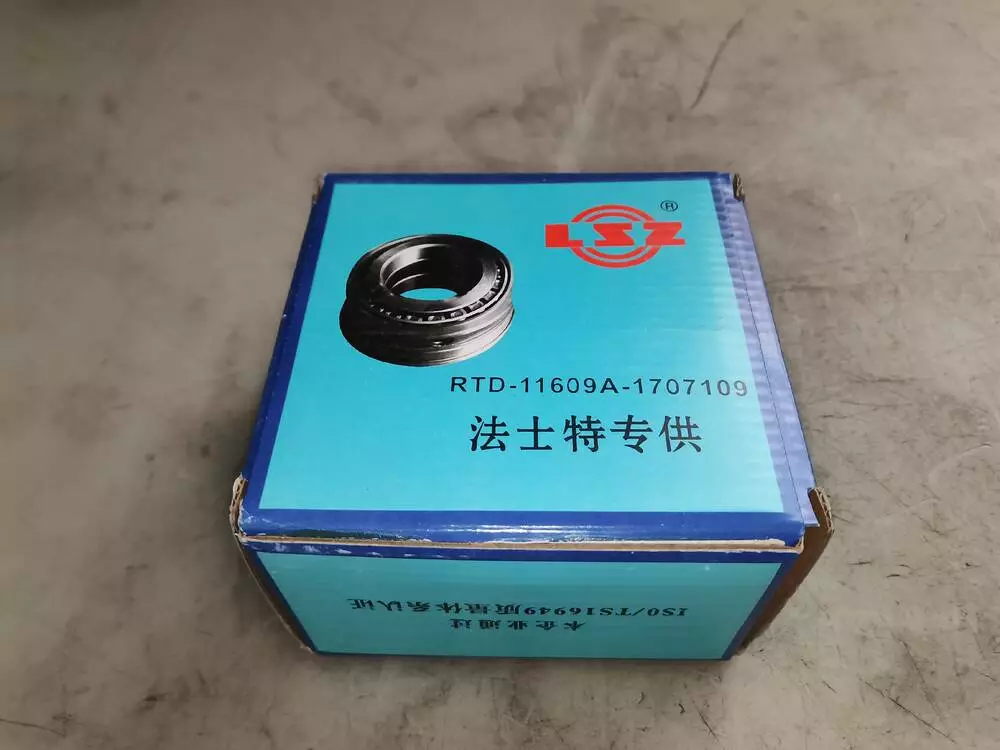 LSZ ®
RTD-11609A-1707109
法士特专供
本企业通过
ISO/TS16949质量体系认证